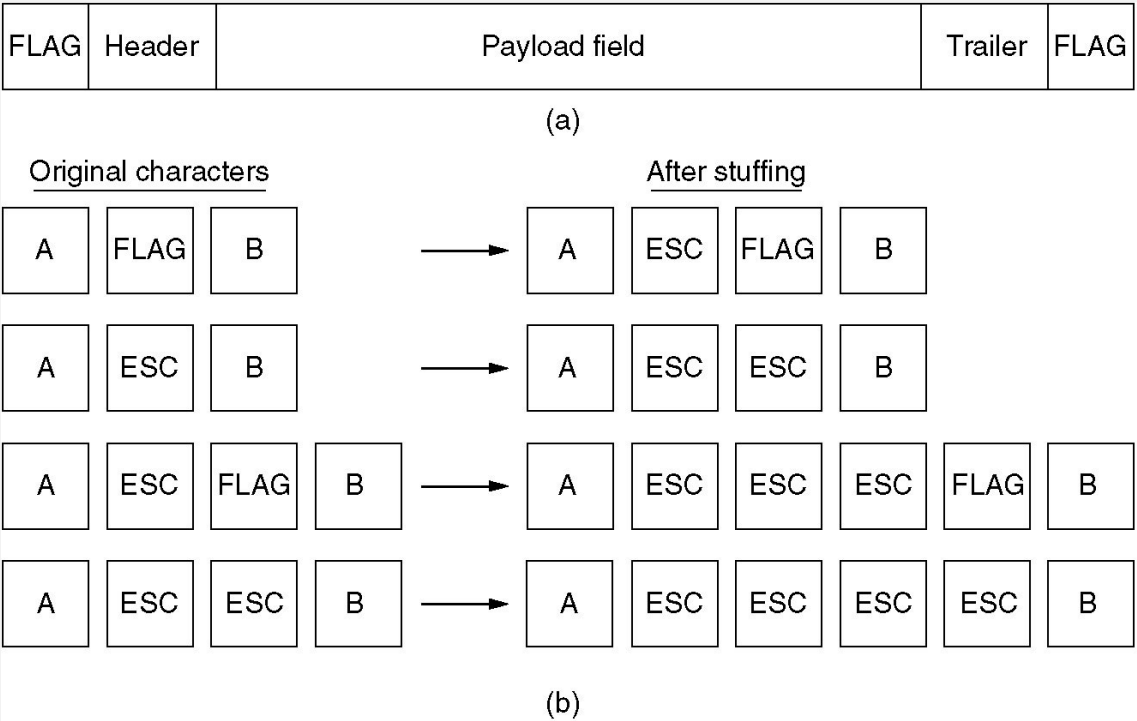 FLAG Header Payload field Trailer FLAG
(a)
Original characters After stuffing
A FLAG B A ESC FLAG B
A ESC B A ESC ESC B
A ESC FLAG B A ESC ESC ESC FLAG B
A ESC ESC B A ESC ESC ESC ESC B
(b)